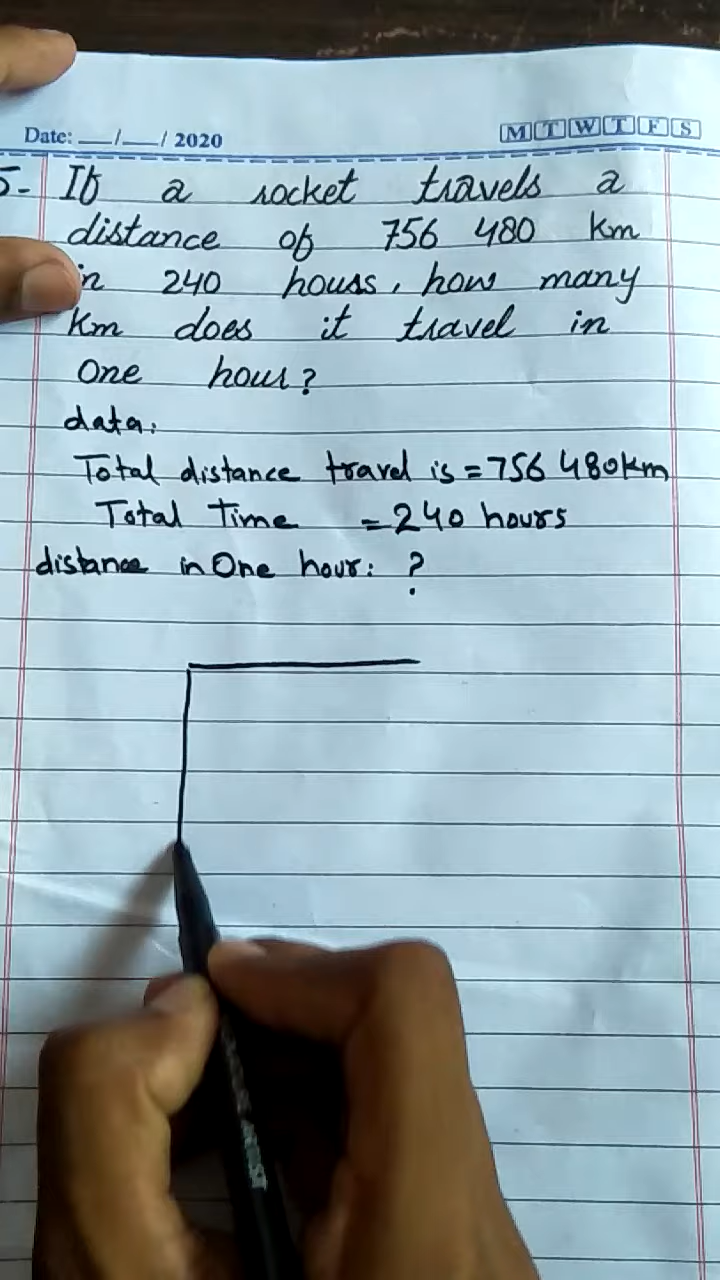 Date: ___/___/ 2020 M T W T F S
5- If a rocket travels a
distance of 756 480 km
in 240 hours, how many
km does it travel in
one hour?
data:
Total distance travel is = 756 480km
Total Time = 240 hours
distance in One hour: ?